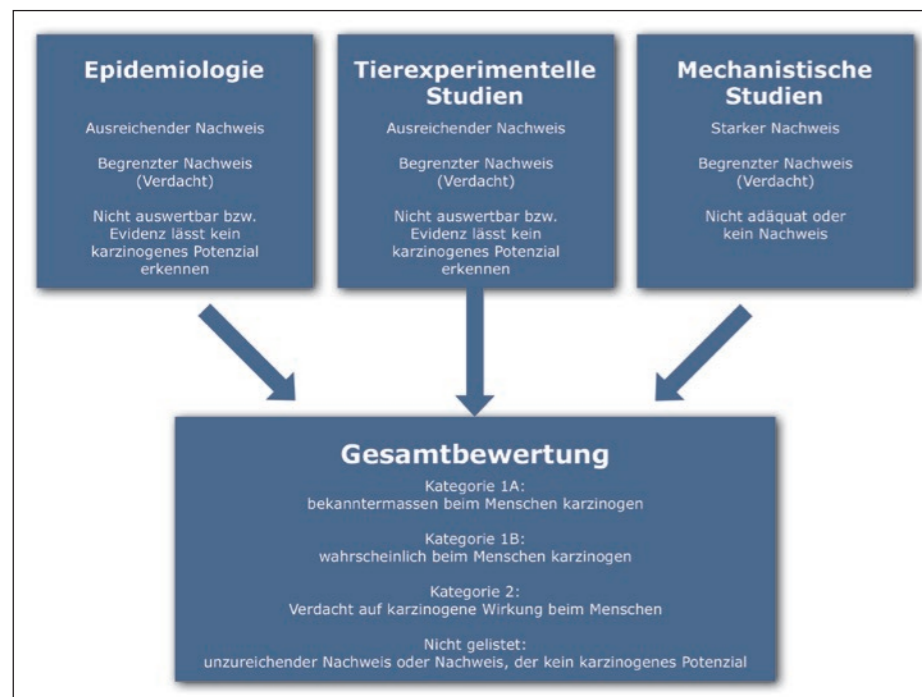 Epidemiologie
Ausreichender Nachweis
Begrenzter Nachweis
(Verdacht)
Nicht auswertbar bzw.
Evidenz lässt kein
karzinogenes Potenzial
erkennen
Tierexperimentelle
Studien
Ausreichender Nachweis
Begrenzter Nachweis
(Verdacht)
Nicht auswertbar bzw.
Evidenz lässt kein
karzinogenes Potenzial
erkennen
Mechanistische
Studien
Starker Nachweis
Begrenzter Nachweis
(Verdacht)
Nicht adäquat oder
kein Nachweis
Gesamtbewertung
Kategorie 1A:
bekanntermassen beim Menschen karzinogen
Kategorie 1B:
wahrscheinlich beim Menschen karzinogen
Kategorie 2:
Verdacht auf karzinogene Wirkung beim Menschen
Nicht gelistet:
unzureichender Nachweis oder Nachweis, der kein karzinogenes Potenzial